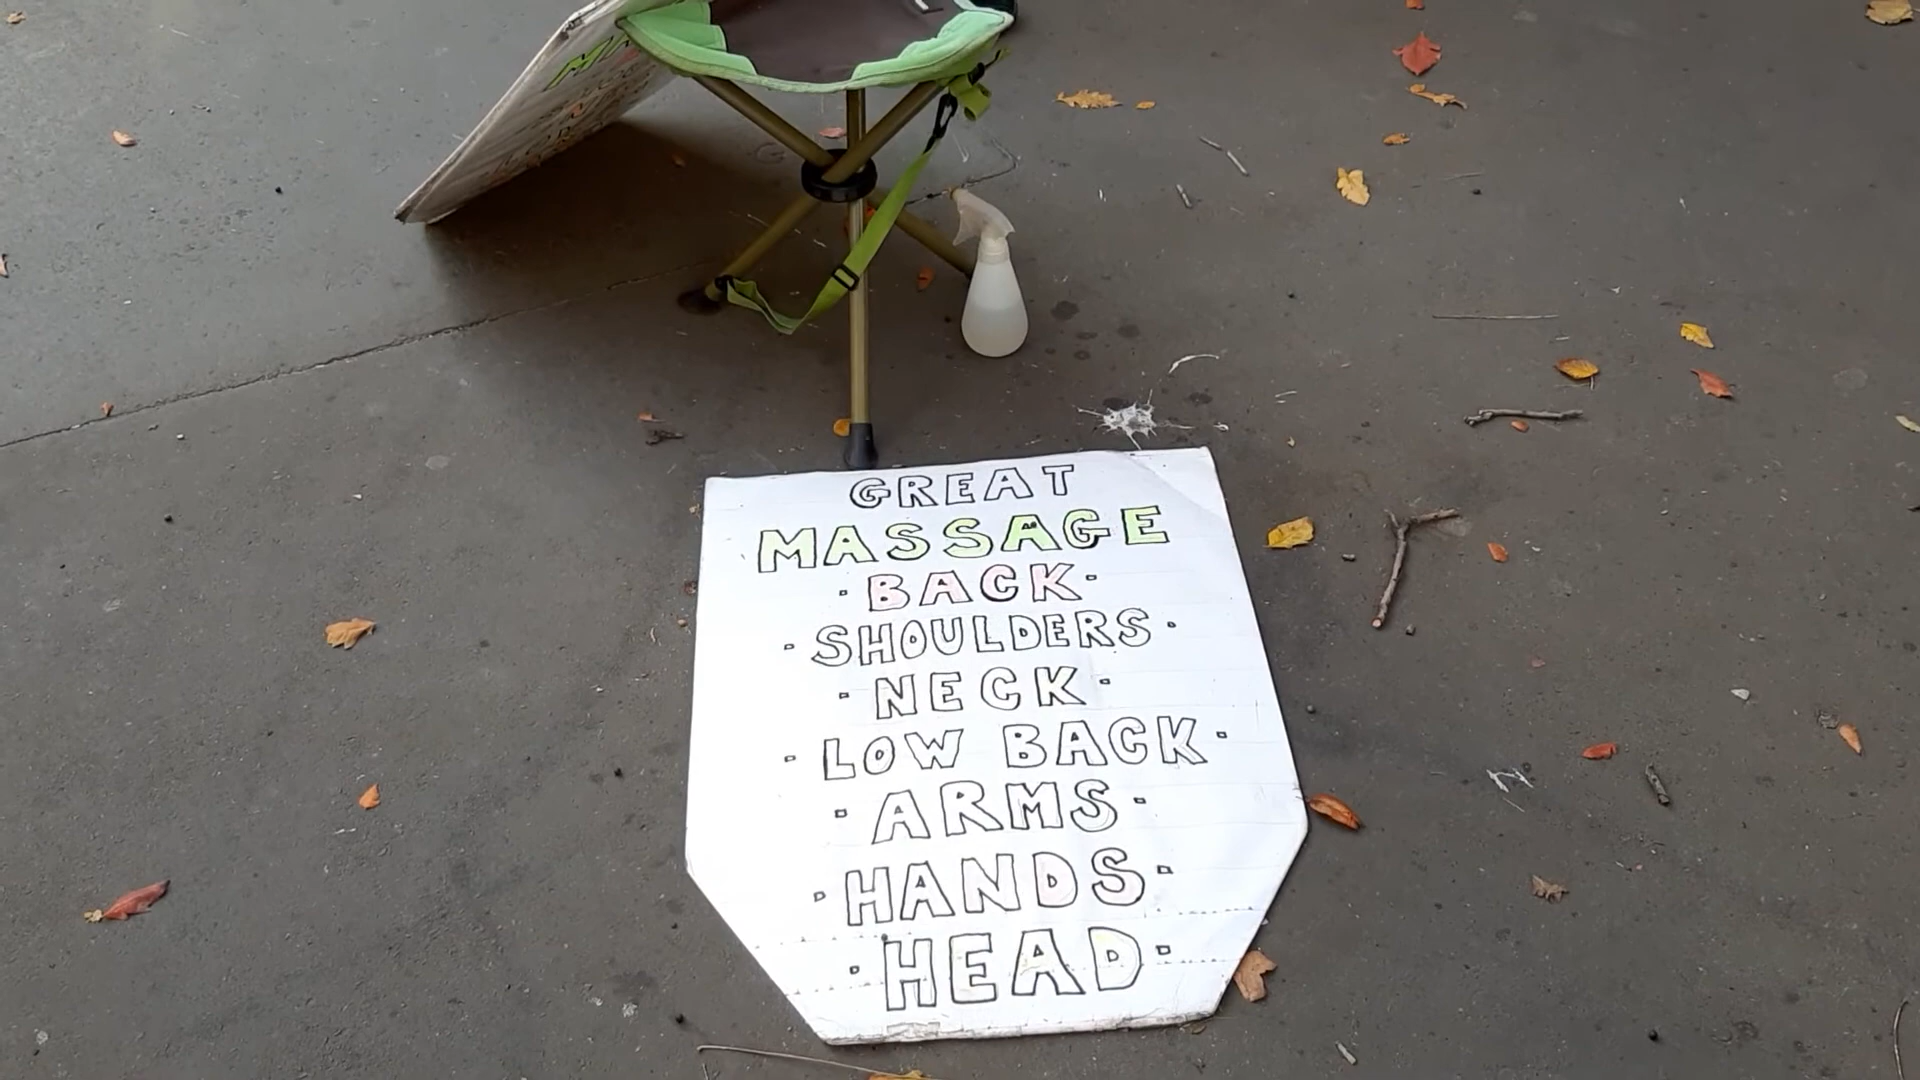 GREAT
MASSAGE
·BACK·
·SHOULDERS·
·NECK·
·LOW BACK·
·ARMS·
·HANDS·
·HEAD·